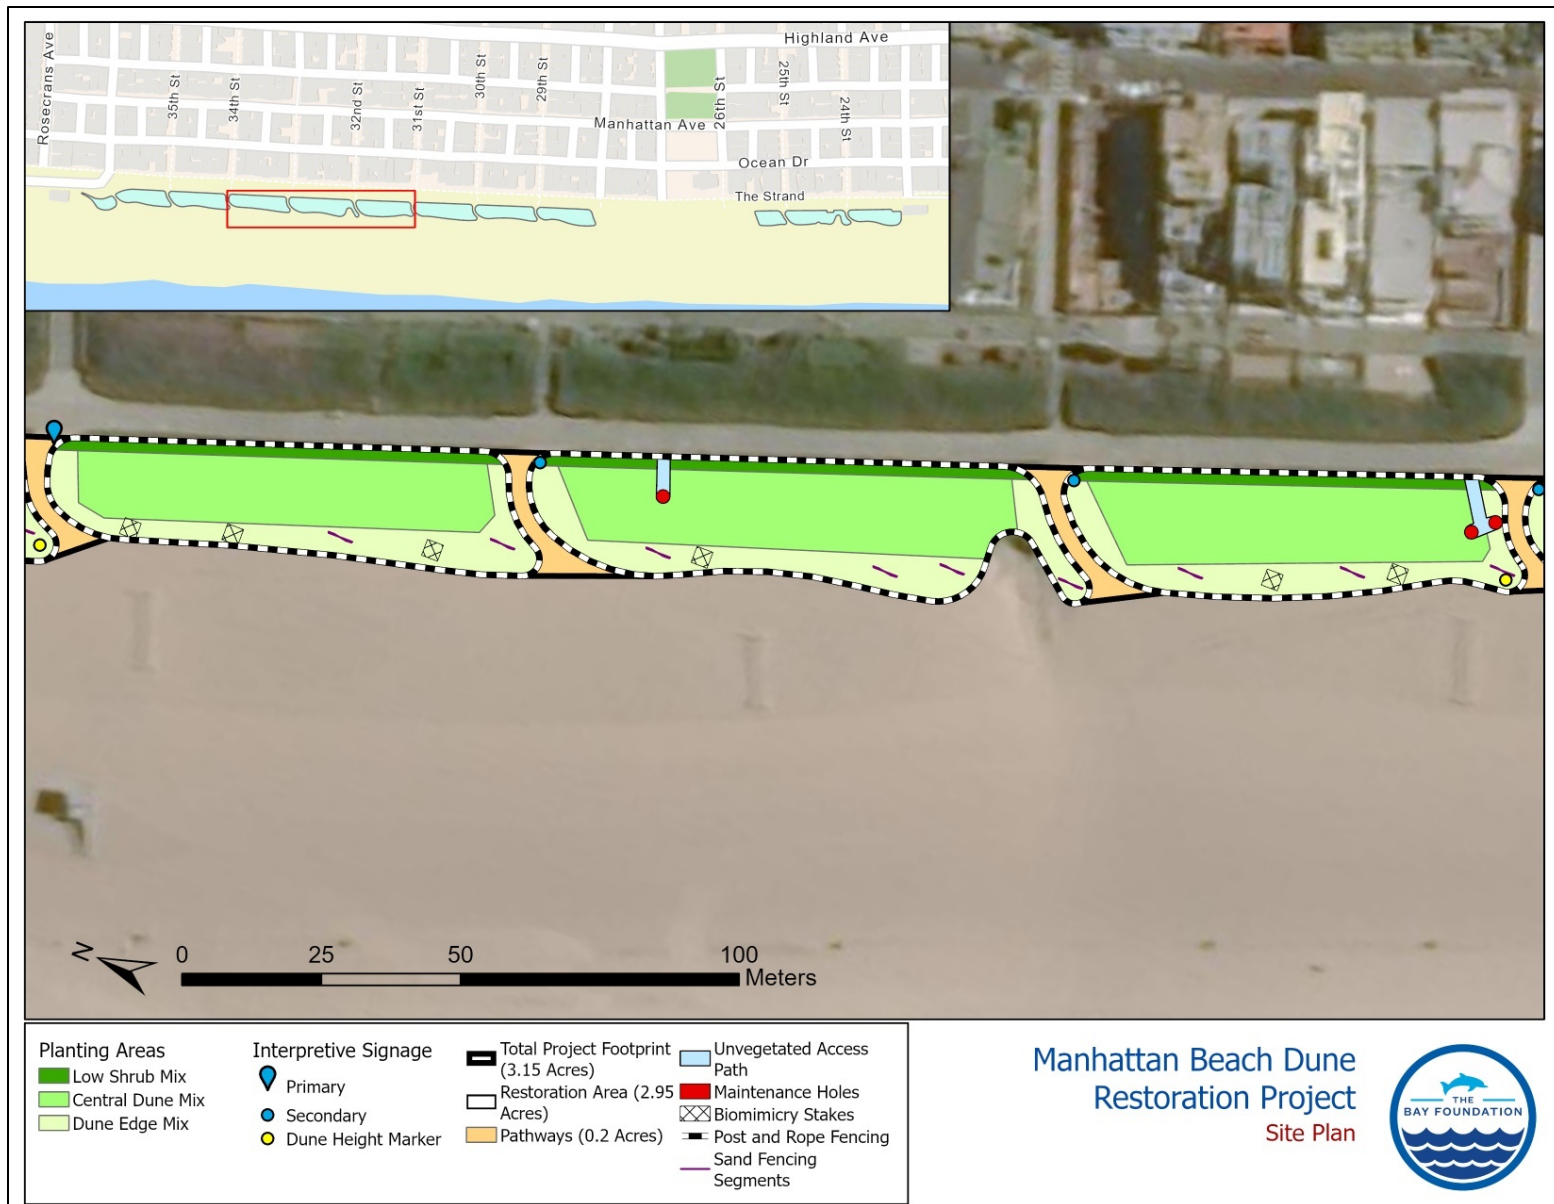 Highland Ave
Rosecrans Ave
35th St
34th St
32nd St
31st St
30th St
29th St
26th St
25th St
24th St
Manhattan Ave
Ocean Dr
The Strand
N
0 25 50 100
Meters
Planting Areas
Low Shrub Mix
Central Dune Mix
Dune Edge Mix
Interpretive Signage
Primary
Secondary
Dune Height Marker
Total Project Footprint
(3.15 Acres)
Restoration Area (2.95
Acres)
Pathways (0.2 Acres)
Unvegetated Access
Path
Maintenance Holes
Biomimicry Stakes
Post and Rope Fencing
Sand Fencing
Segments
Manhattan Beach Dune
Restoration Project
Site Plan
THE
BAY FOUNDATION